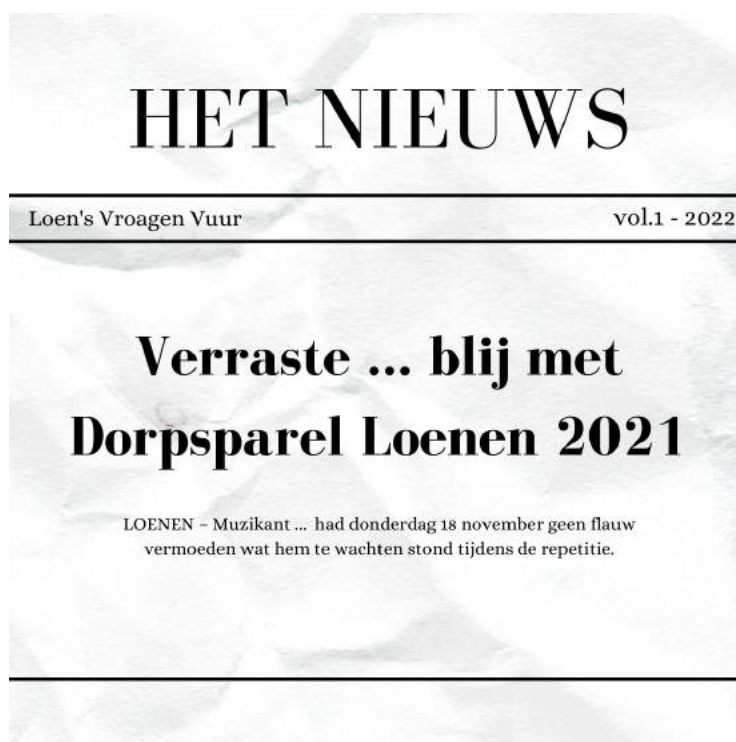 HET NIEUWS
Loen's Vroagen Vuur
vol.1 - 2022
Verraste ... blij met
Dorpsparel Loenen 2021
LOENEN – Muzikant ... had donderdag 18 november geen flauw
vermoeden wat hem te wachten stond tijdens de repetitie.